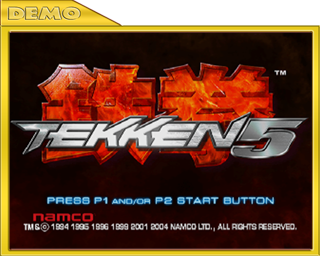 DEMO
鉄拳
TEKKEN 5™
PRESS P1 AND/OR P2 START BUTTON
namco
TM&© 1994 1995 1996 1999 2001 2004 NAMCO LTD., ALL RIGHTS RESERVED.